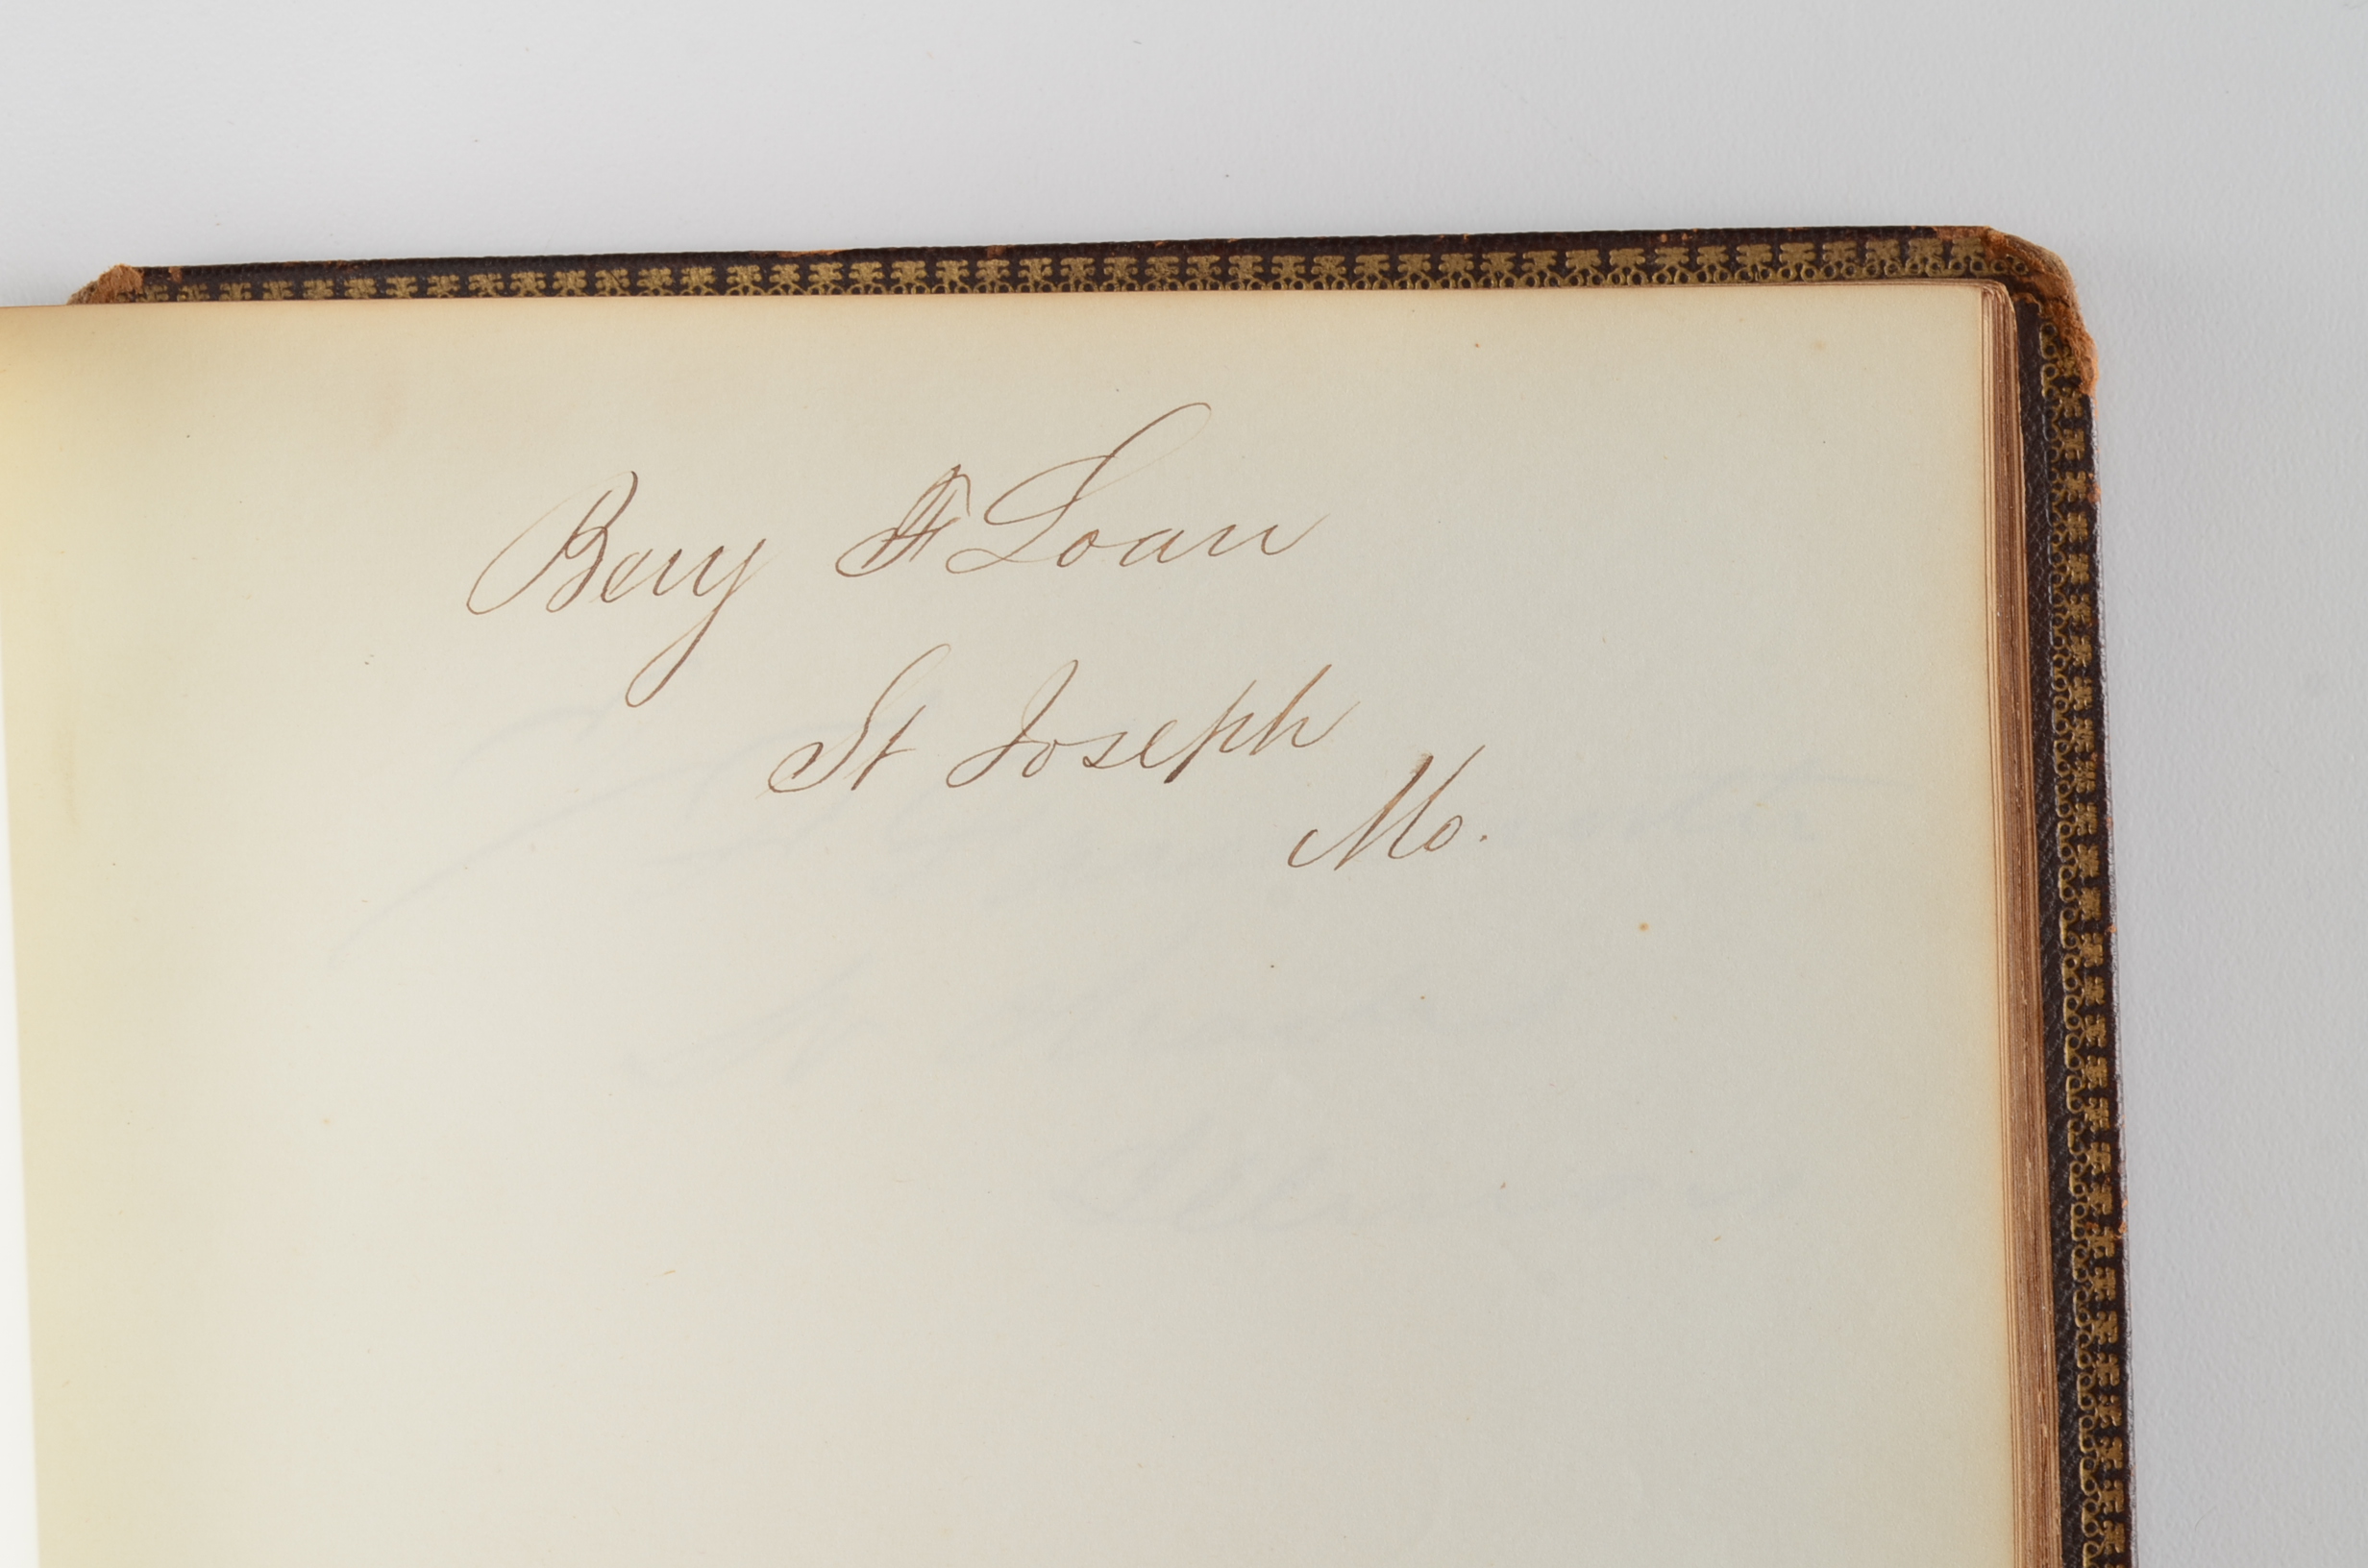 Benj F Loan
St Joseph
Mo.